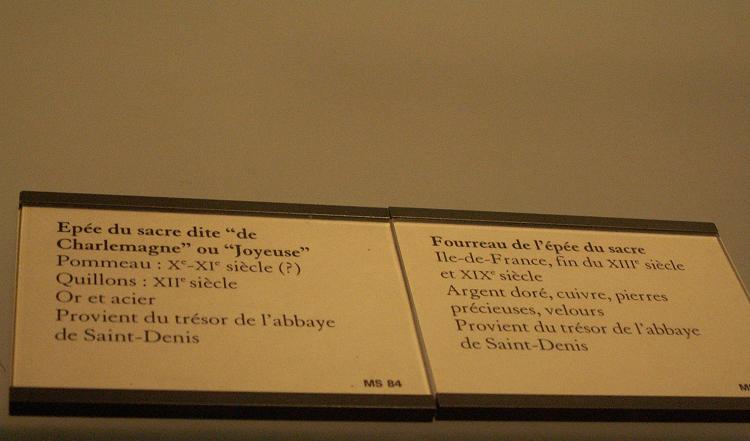 Epée du sacre dite “de
Charlemagne” ou “Joyeuse”
Pommeau : Xᵉ-XIᵉ siècle (?)
Quillons : XIIᵉ siècle
Or et acier
Provient du trésor de l’abbaye
de Saint-Denis
MS 84
Fourreau de l’épée du sacre
Ile-de-France, fin du XIIIᵉ siècle
et XIXᵉ siècle
Argent doré, cuivre, pierres
précieuses, velours
Provient du trésor de l’abbaye
de Saint-Denis